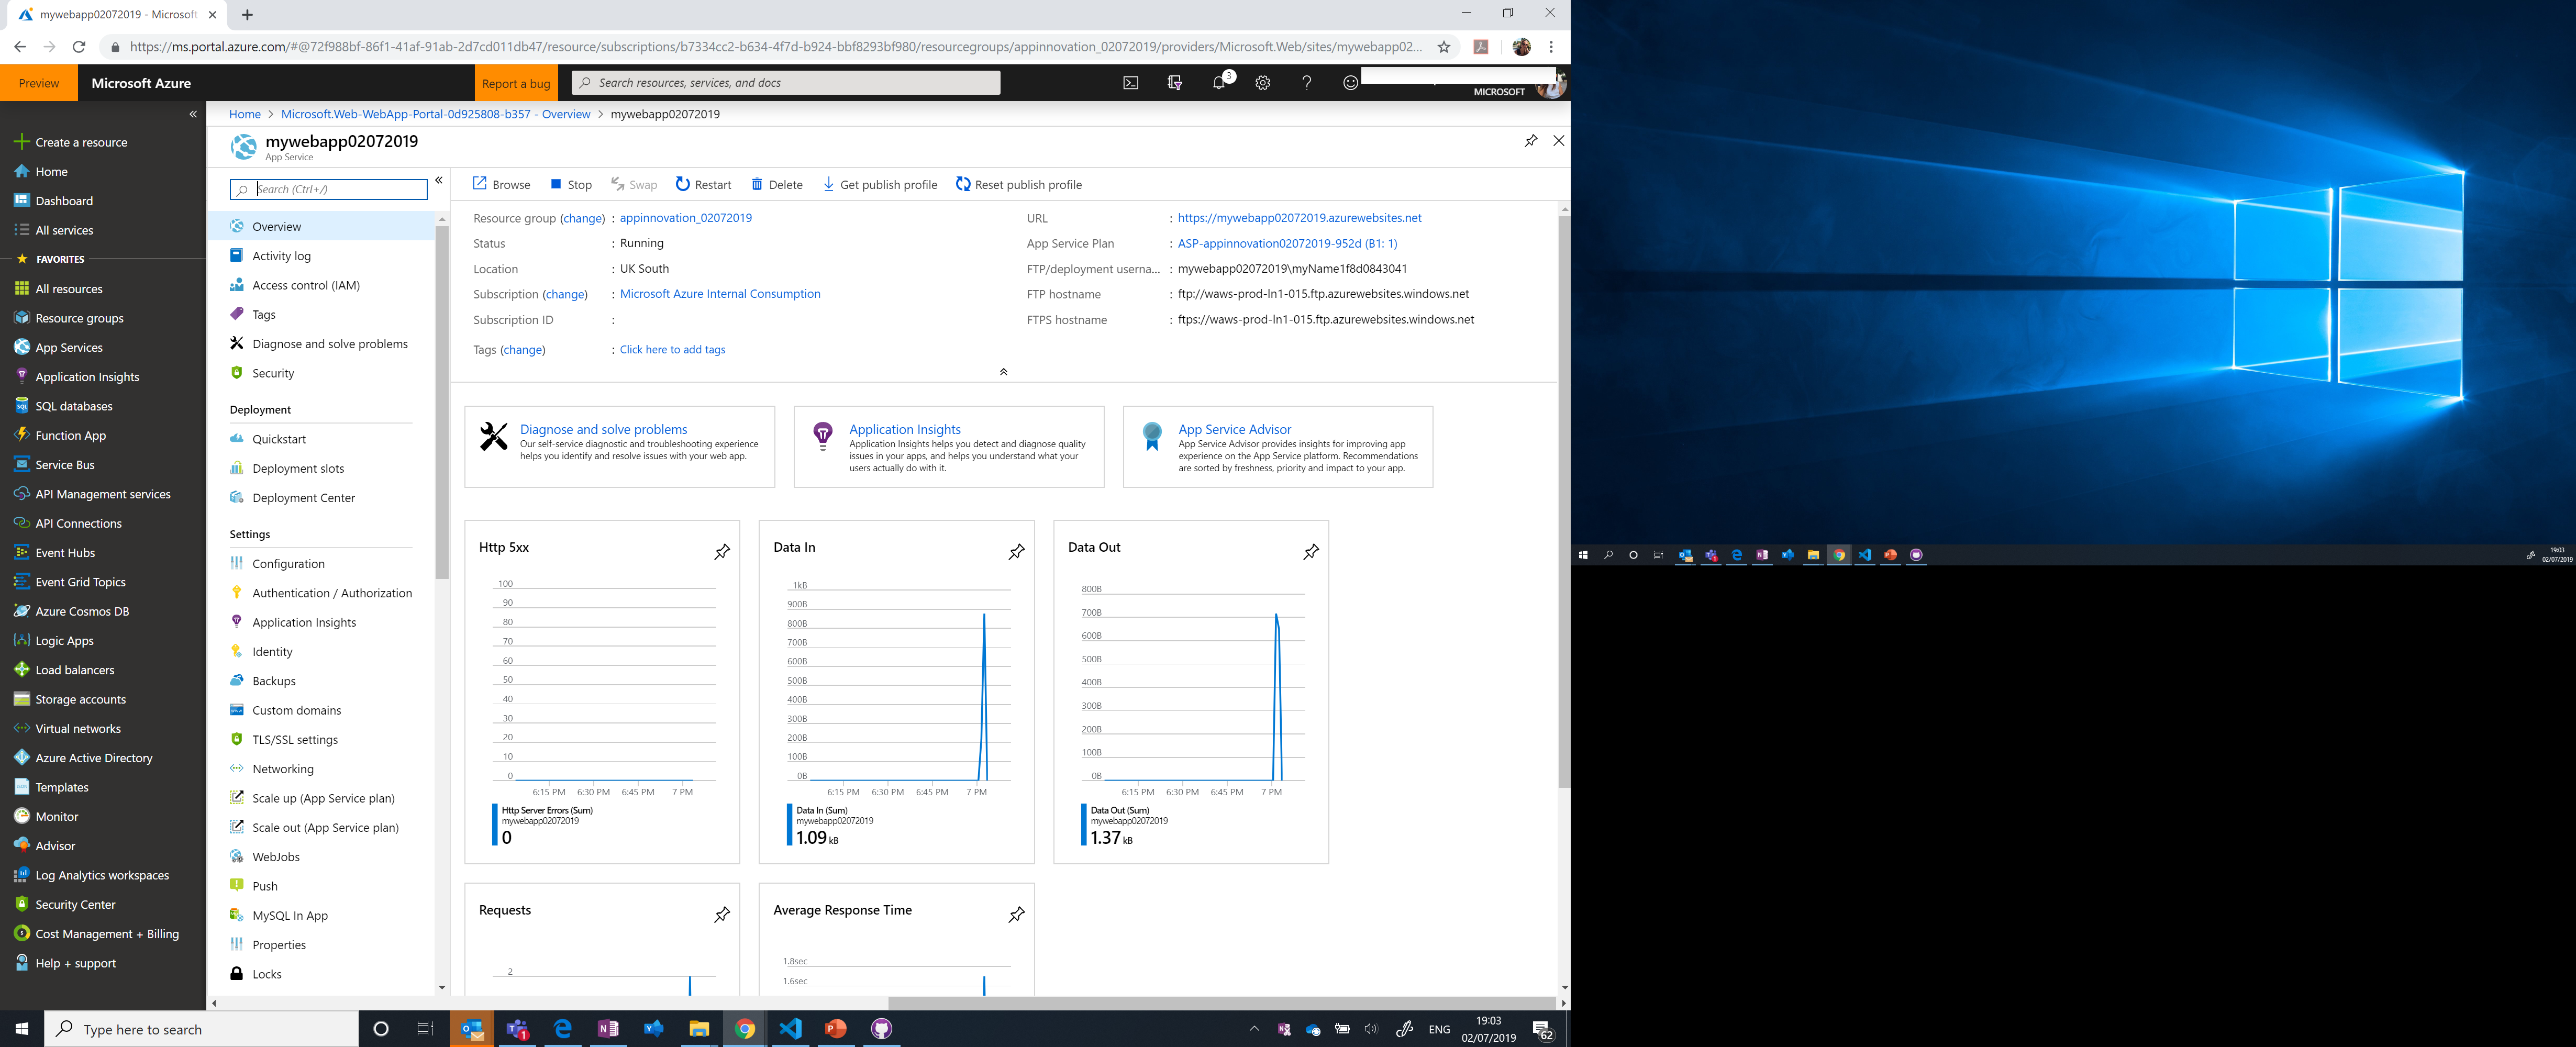 mywebapp02072019 - Microsoft
https://ms.portal.azure.com/#@72f988bf-86f1-41af-91ab-2d7cd011db47/resource/subscriptions/b7334cc2-b634-4f7d-b924-bbf8293bf980/resourcegroups/appinnovation_02072019/providers/Microsoft.Web/sites/mywebapp02...
Preview
Microsoft Azure
Report a bug
Search resources, services, and docs
3
MICROSOFT
Create a resource
Home
Dashboard
All services
FAVORITES
All resources
Resource groups
App Services
Application Insights
SQL databases
Function App
Service Bus
API Management services
API Connections
Event Hubs
Event Grid Topics
Azure Cosmos DB
Logic Apps
Load balancers
Storage accounts
Virtual networks
Azure Active Directory
Templates
Monitor
Advisor
Log Analytics workspaces
Security Center
Cost Management + Billing
Help + support
Home > Microsoft.Web-WebApp-Portal-0d925808-b357 - Overview > mywebapp02072019
mywebapp02072019
App Service
Search (Ctrl+/)
Overview
Activity log
Access control (IAM)
Tags
Diagnose and solve problems
Security
Deployment
Quickstart
Deployment slots
Deployment Center
Settings
Configuration
Authentication / Authorization
Application Insights
Identity
Backups
Custom domains
TLS/SSL settings
Networking
Scale up (App Service plan)
Scale out (App Service plan)
WebJobs
Push
MySQL In App
Properties
Locks
Browse Stop Swap Restart Delete Get publish profile Reset publish profile
Resource group (change) : appinnovation_02072019
Status : Running
Location : UK South
Subscription (change) : Microsoft Azure Internal Consumption
Subscription ID :
Tags (change) : Click here to add tags
URL : https://mywebapp02072019.azurewebsites.net
App Service Plan : ASP-appinnovation02072019-952d (B1: 1)
FTP/deployment userna... : mywebapp02072019\myName1f8d0843041
FTP hostname : ftp://waws-prod-ln1-015.ftp.azurewebsites.windows.net
FTPS hostname : ftps://waws-prod-ln1-015.ftp.azurewebsites.windows.net
Diagnose and solve problems
Our self-service diagnostic and troubleshooting experience
helps you identify and resolve issues with your web app.
Application Insights
Application Insights helps you detect and diagnose quality
issues in your apps, and helps you understand what your
users actually do with it.
App Service Advisor
App Service Advisor provides insights for improving app
experience on the App Service platform. Recommendations
are sorted by freshness, priority and impact to your app.
Http 5xx
100
90
80
70
60
50
40
30
20
10
0
6:15 PM 6:30 PM 6:45 PM 7 PM
Http Server Errors (Sum)
mywebapp02072019
0
Data In
1kB
900B
800B
700B
600B
500B
400B
300B
200B
100B
0B
6:15 PM 6:30 PM 6:45 PM 7 PM
Data In (Sum)
mywebapp02072019
1.09 kB
Data Out
800B
700B
600B
500B
400B
300B
200B
100B
0B
6:15 PM 6:30 PM 6:45 PM 7 PM
Data Out (Sum)
mywebapp02072019
1.37 kB
Requests
2
Average Response Time
1.8sec
1.6sec
Type here to search
1
ENG
19:03
02/07/2019
62
19:03
02/07/2019